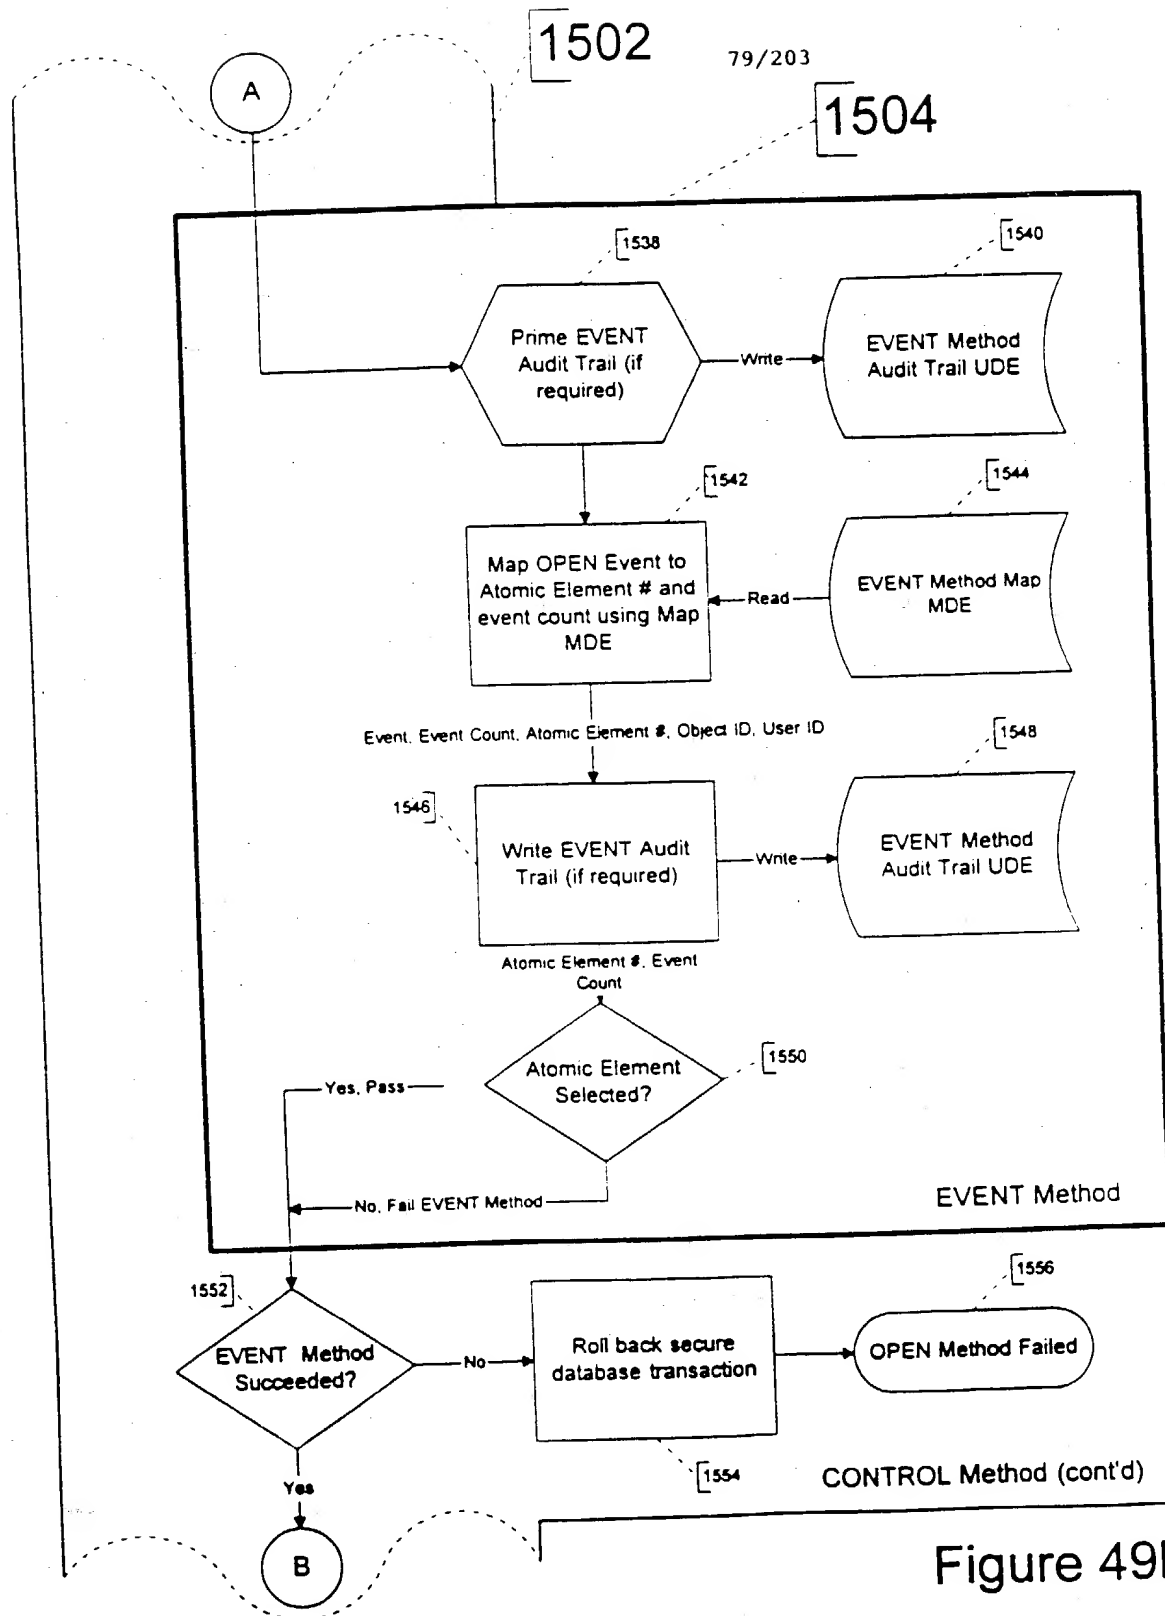 1502
79/203
A
1504
1538
1540
Prime EVENT
Audit Trail (if
required)
Write
EVENT Method
Audit Trail UDE
1542
1544
Map OPEN Event to
Atomic Element # and
event count using Map
MDE
Read
EVENT Method Map
MDE
Event, Event Count, Atomic Element #, Object ID, User ID
1548
1546
Write EVENT Audit
Trail (if required)
Write
EVENT Method
Audit Trail UDE
Atomic Element #, Event
Count
1550
Atomic Element
Selected?
Yes, Pass
No, Fail EVENT Method
EVENT Method
1552
1556
EVENT Method
Succeeded?
No
Roll back secure
database transaction
OPEN Method Failed
1554
CONTROL Method (cont'd)
Yes
B
Figure 49